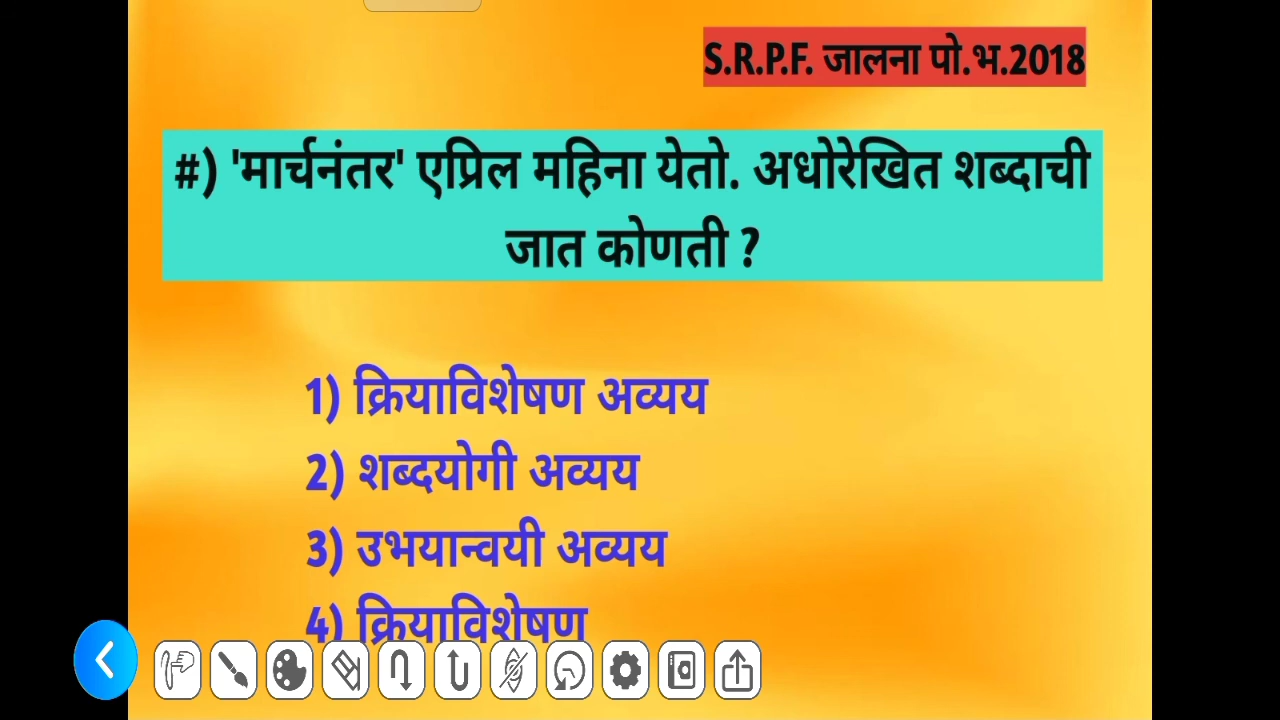 S.R.P.F. जालना पो.भ.2018
#) 'मार्चनंतर' एप्रिल महिना येतो. अधोरेखित शब्दाची
जात कोणती ?
1) क्रियाविशेषण अव्यय
2) शब्दयोगी अव्यय
3) उभयान्वयी अव्यय
4) क्रियाविशेषण